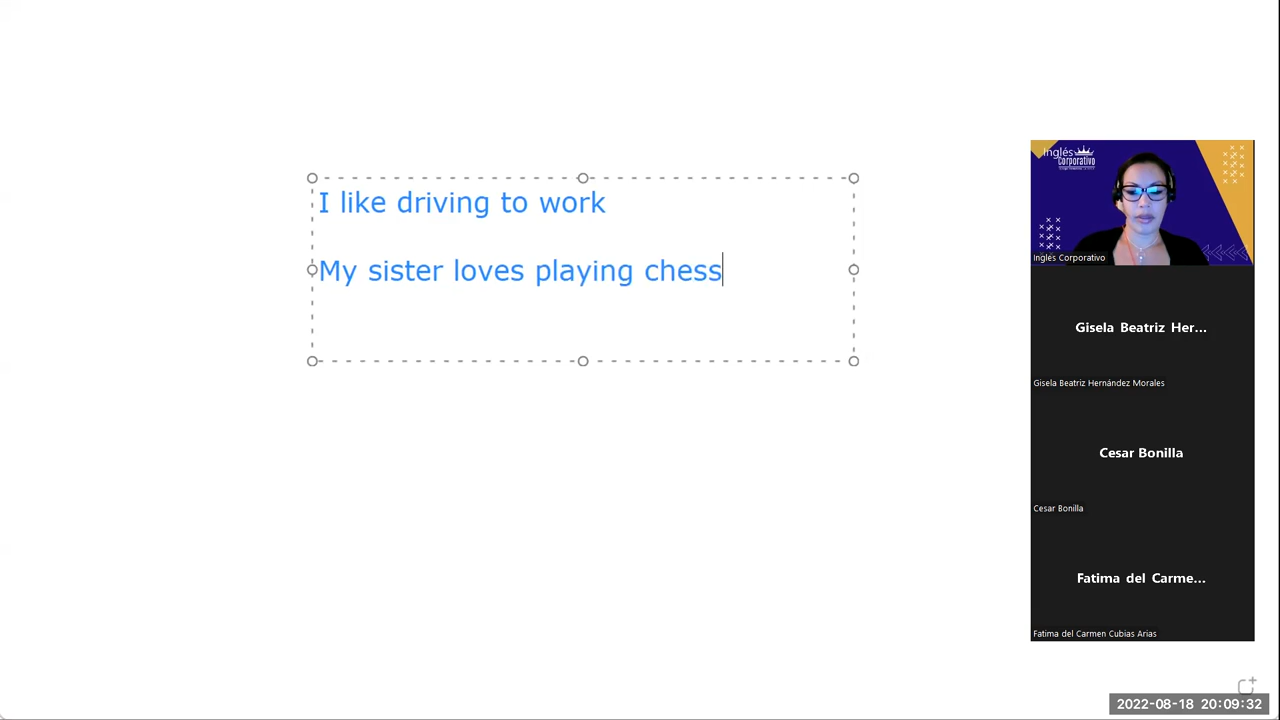 I like driving to work
My sister loves playing chess
Inglés
Corporativo
Inglés Corporativo
Gisela Beatriz Her...
Gisela Beatriz Hernández Morales
Cesar Bonilla
Cesar Bonilla
Fatima del Carme...
Fatima del Carmen Cubias Arias
2022-08-18 20:09:32